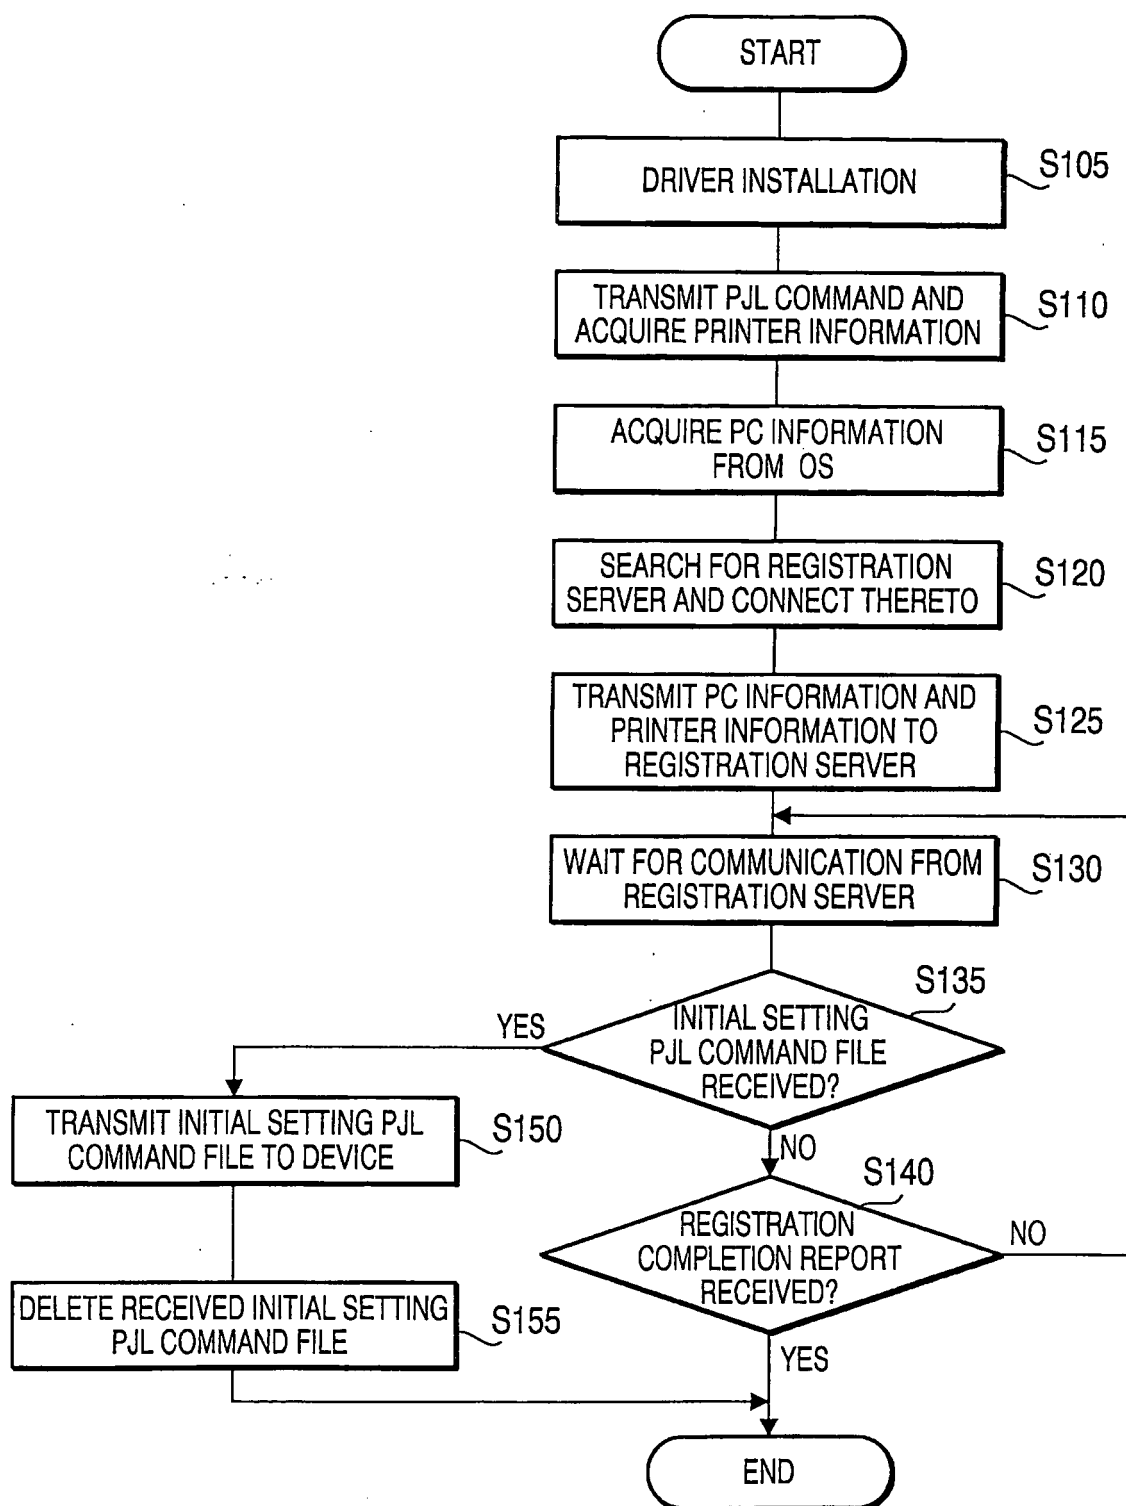 START
DRIVER INSTALLATION
S105
TRANSMIT PJL COMMAND AND
ACQUIRE PRINTER INFORMATION
S110
ACQUIRE PC INFORMATION
FROM OS
S115
SEARCH FOR REGISTRATION
SERVER AND CONNECT THERETO
S120
TRANSMIT PC INFORMATION AND
PRINTER INFORMATION TO
REGISTRATION SERVER
S125
WAIT FOR COMMUNICATION FROM
REGISTRATION SERVER
S130
S135
INITIAL SETTING
PJL COMMAND FILE
RECEIVED?
YES
NO
TRANSMIT INITIAL SETTING PJL
COMMAND FILE TO DEVICE
S150
S140
REGISTRATION
COMPLETION REPORT
RECEIVED?
NO
YES
DELETE RECEIVED INITIAL SETTING
PJL COMMAND FILE
S155
END